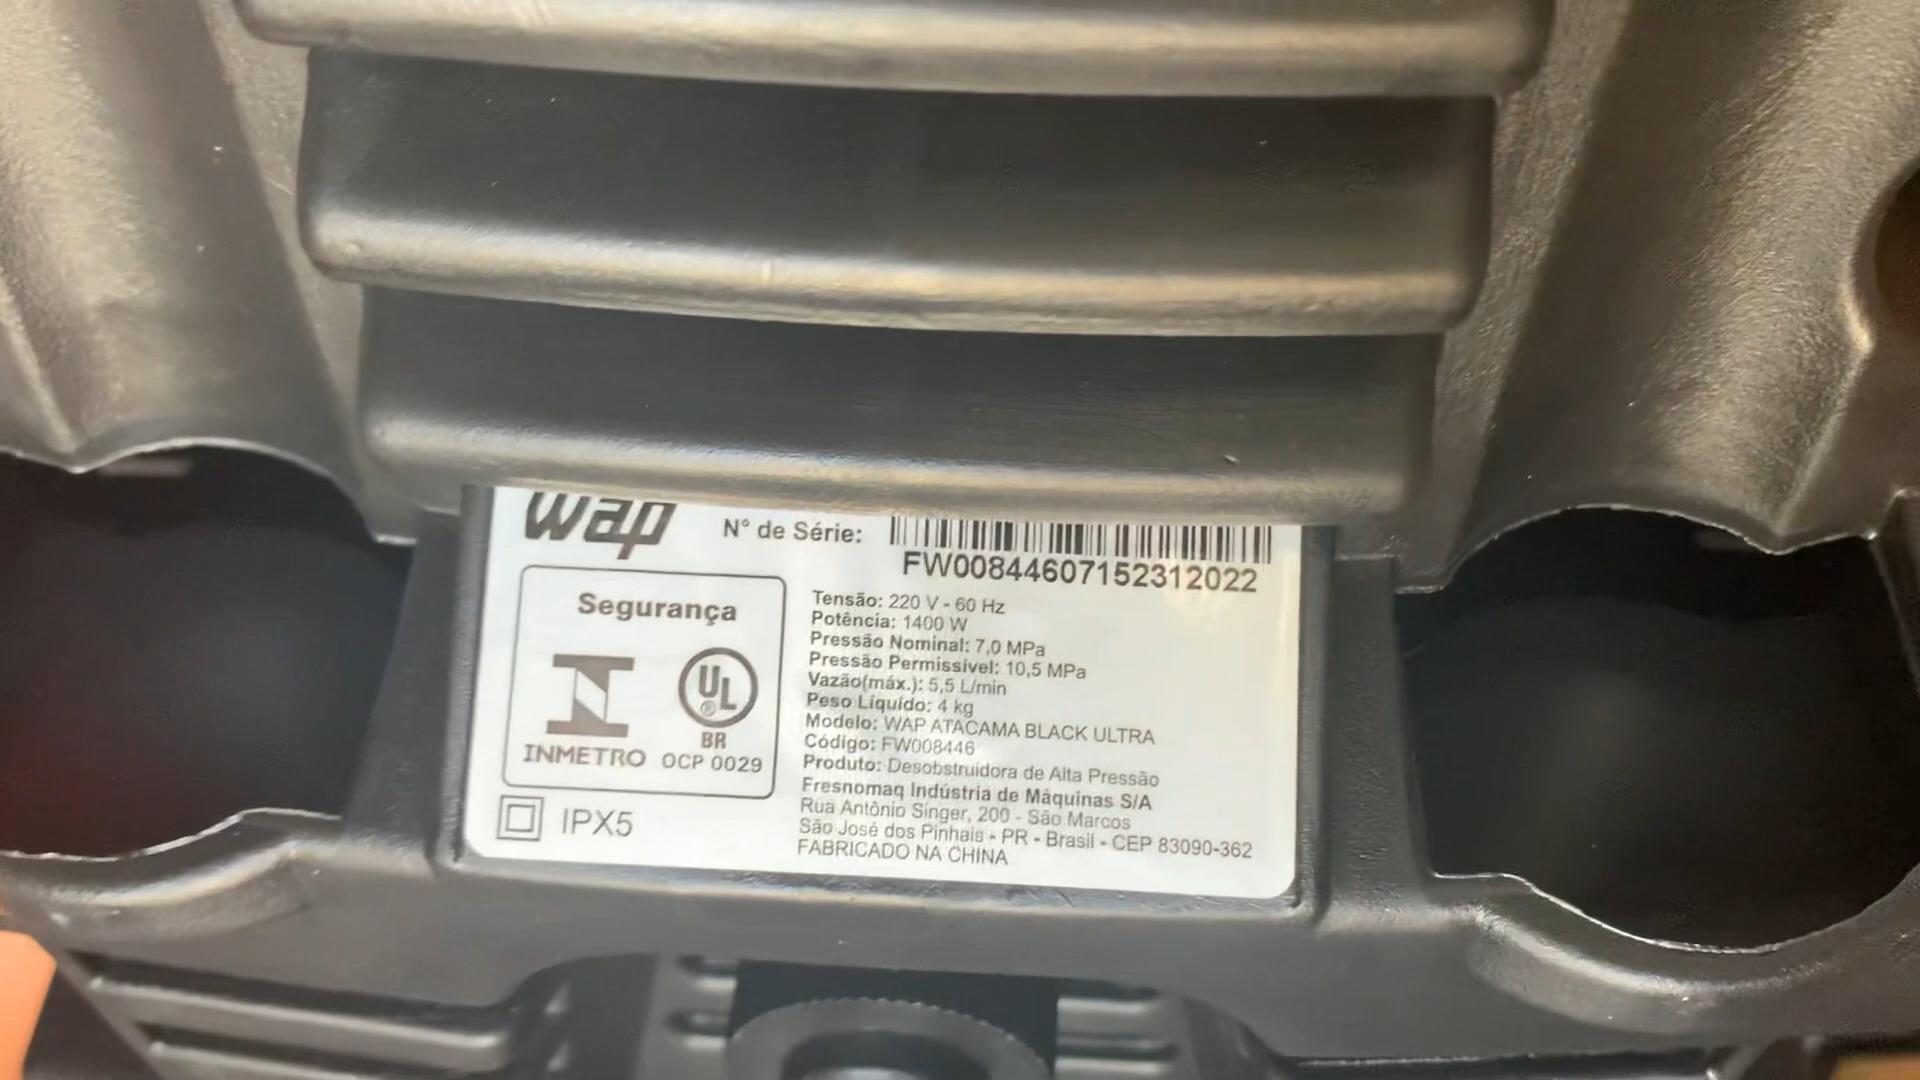 wap
N° de Série:
FW00844607152312022
Segurança
INMETRO
UL
®
BR
OCP 0029
IPX5
Tensão: 220 V - 60 Hz
Potência: 1400 W
Pressão Nominal: 7,0 MPa
Pressão Permissível: 10,5 MPa
Vazão(máx.): 5,5 L/min
Peso Líquido: 4 kg
Modelo: WAP ATACAMA BLACK ULTRA
Código: FW008446
Produto: Desobstruidora de Alta Pressão
Fresnomaq Indústria de Máquinas S/A
Rua Antônio Singer, 200 - São Marcos
São José dos Pinhais - PR - Brasil - CEP 83090-362
FABRICADO NA CHINA